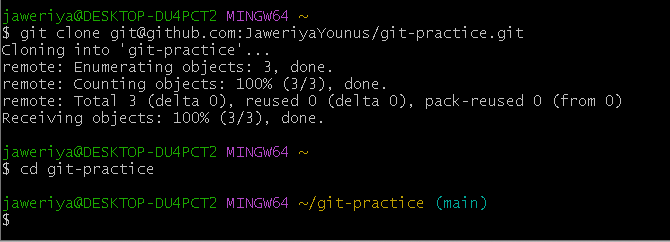 jaweriya@DESKTOP-DU4PCT2 MINGW64 ~
$ git clone git@github.com:JaweriyaYounus/git-practice.git
Cloning into 'git-practice'...
remote: Enumerating objects: 3, done.
remote: Counting objects: 100% (3/3), done.
remote: Total 3 (delta 0), reused 0 (delta 0), pack-reused 0 (from 0)
Receiving objects: 100% (3/3), done.
jaweriya@DESKTOP-DU4PCT2 MINGW64 ~
$ cd git-practice
jaweriya@DESKTOP-DU4PCT2 MINGW64 ~/git-practice (main)
$